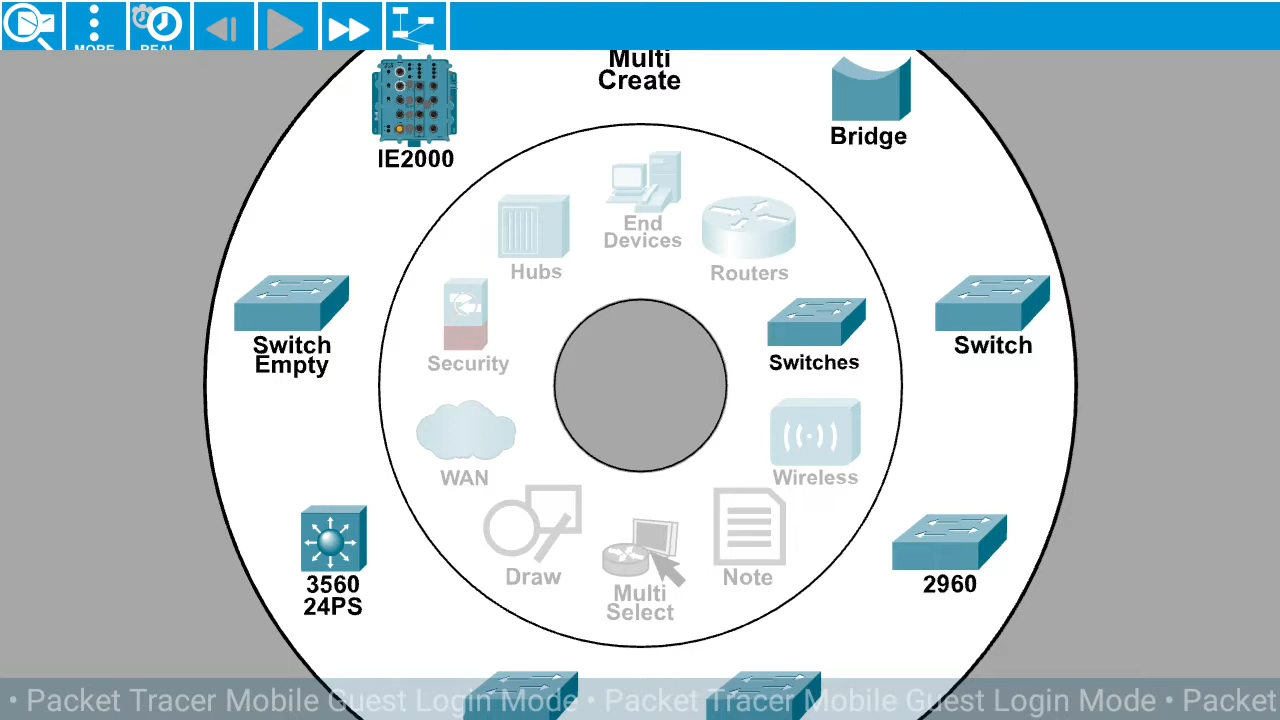 MORE
REAL
Multi
Create
IE2000
Bridge
End
Devices
Hubs
Routers
Switch
Empty
Security
Switches
Switch
WAN
Wireless
3560
24PS
Draw
Multi
Select
Note
2960
• Packet Tracer Mobile Guest Login Mode • Packet Tracer Mobile Guest Login Mode • Packet